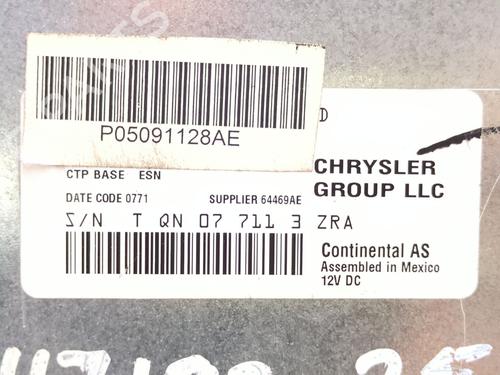 D
P05091128AE
CTP BASE ESN
CHRYSLER
GROUP LLC
DATE CODE 0771
SUPPLIER 64469AE
S/N T QN 07 711 3 ZRA
Continental AS
Assembled in Mexico
12V DC